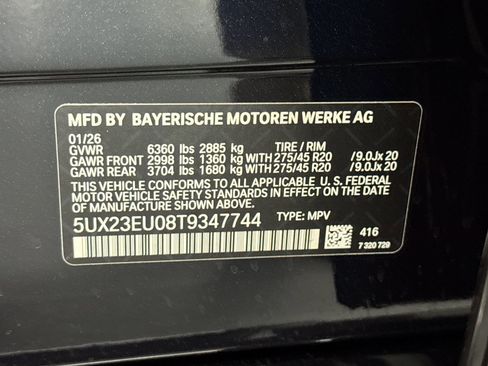 MFD BY BAYERISCHE MOTOREN WERKE AG
01/26
GVWR 6360 lbs 2885 kg TIRE / RIM
GAWR FRONT 2998 lbs 1360 kg WITH 275/45 R20 /9.0Jx 20
GAWR REAR 3704 lbs 1680 kg WITH 275/45 R20 /9.0Jx 20
THIS VEHICLE CONFORMS TO ALL APPLICABLE U. S. FEDERAL
MOTOR VEHICLE SAFETY STANDARDS IN EFFECT ON THE DATE
OF MANUFACTURE SHOWN ABOVE.
5UX23EU08T9347744 TYPE: MPV
416
7 320 729